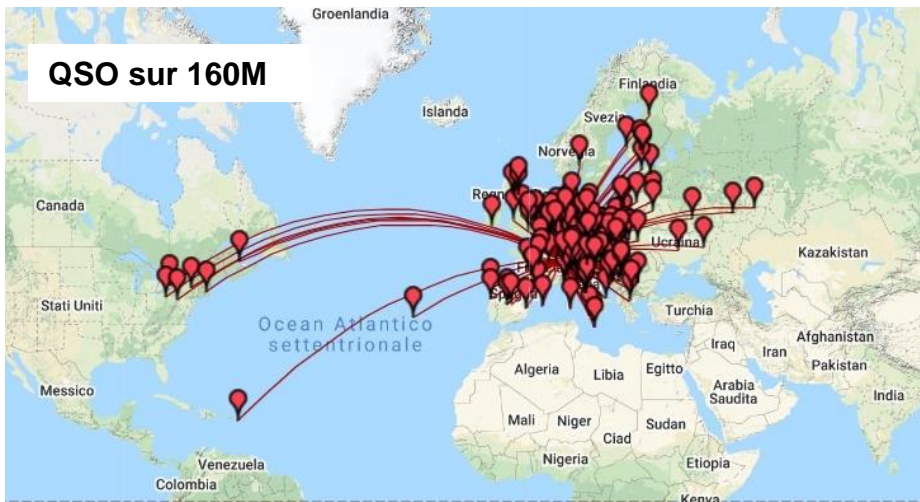 Groenlandia
QSO sur 160M
Finlandia
Islanda
Svezia
Norvegia
Canada
Ucraina
Kazakistan
Stati Uniti
Turchia
Ocean Atlantico
settentrionale
Iraq
Iran
Afghanistan
Pakistan
Algeria
Libia
Egitto
Messico
Arabia
Saudita
India
Mali
Niger
Ciad
Sudan
Venezuela
Nigeria
Etiopia
Colombia
Kenya